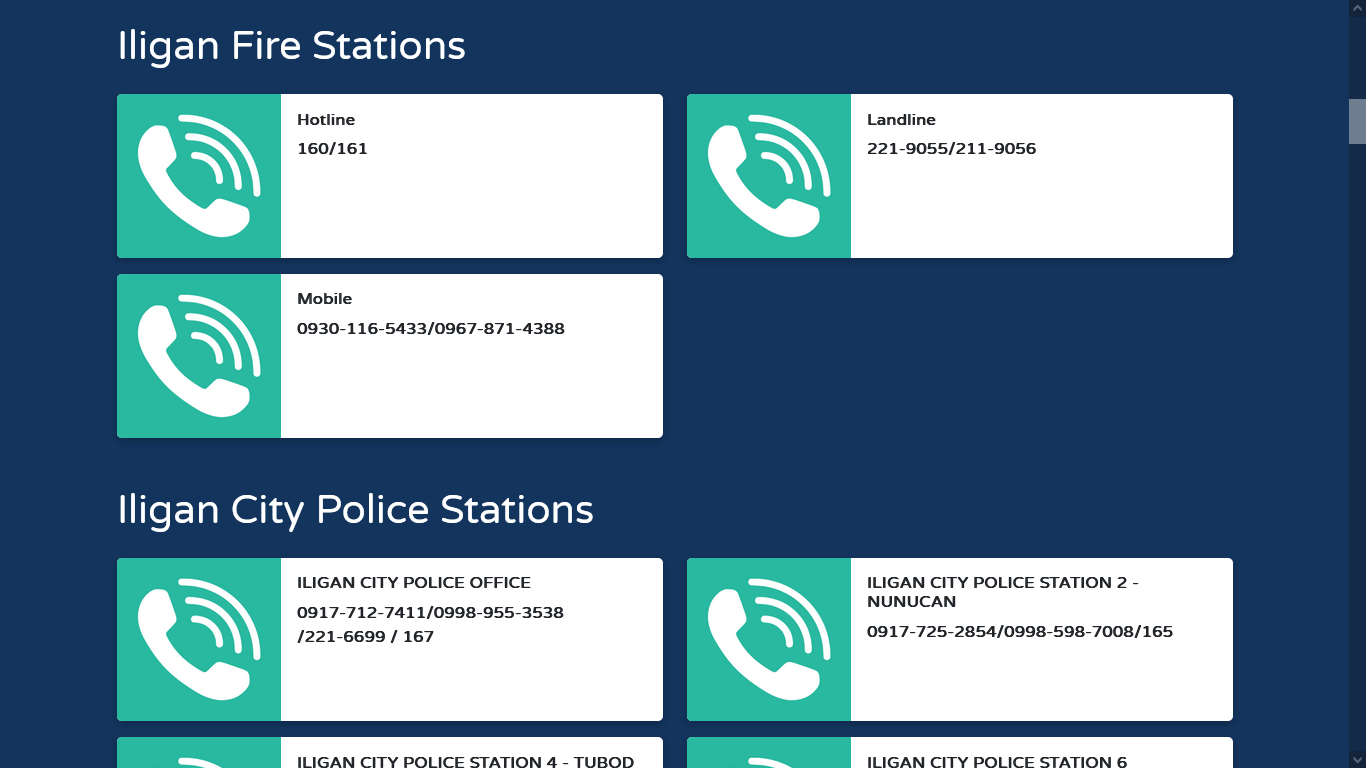 Iligan Fire Stations
Hotline
160/161
Landline
221-9055/211-9056
Mobile
0930-116-5433/0967-871-4388
Iligan City Police Stations
ILIGAN CITY POLICE OFFICE
0917-712-7411/0998-955-3538
/221-6699 / 167
ILIGAN CITY POLICE STATION 2 -
NUNUCAN
0917-725-2854/0998-598-7008/165
ILIGAN CITY POLICE STATION 4 - TUBOD
ILIGAN CITY POLICE STATION 6